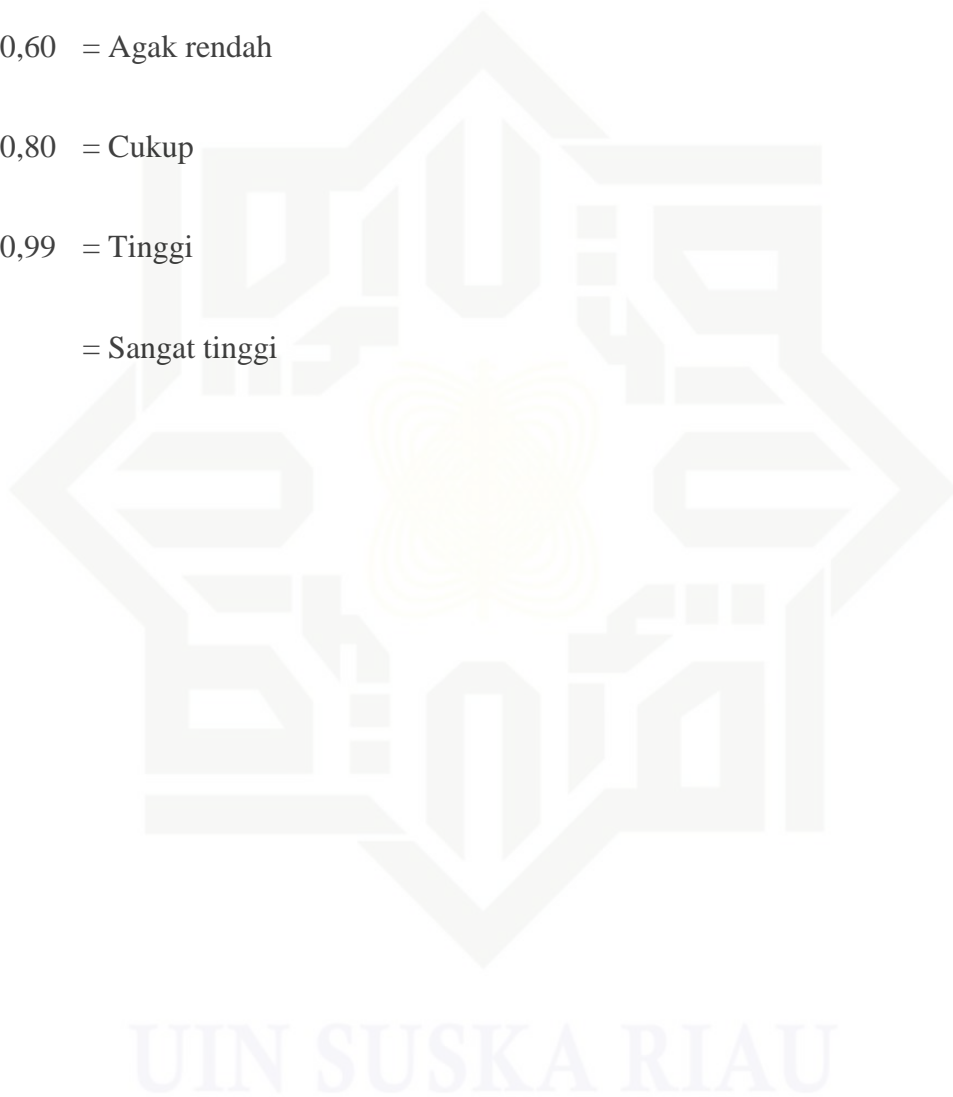 0,60 = Agak rendah
0,80 = Cukup
0,99 = Tinggi
= Sangat tinggi
UIN SUSKA RIAU